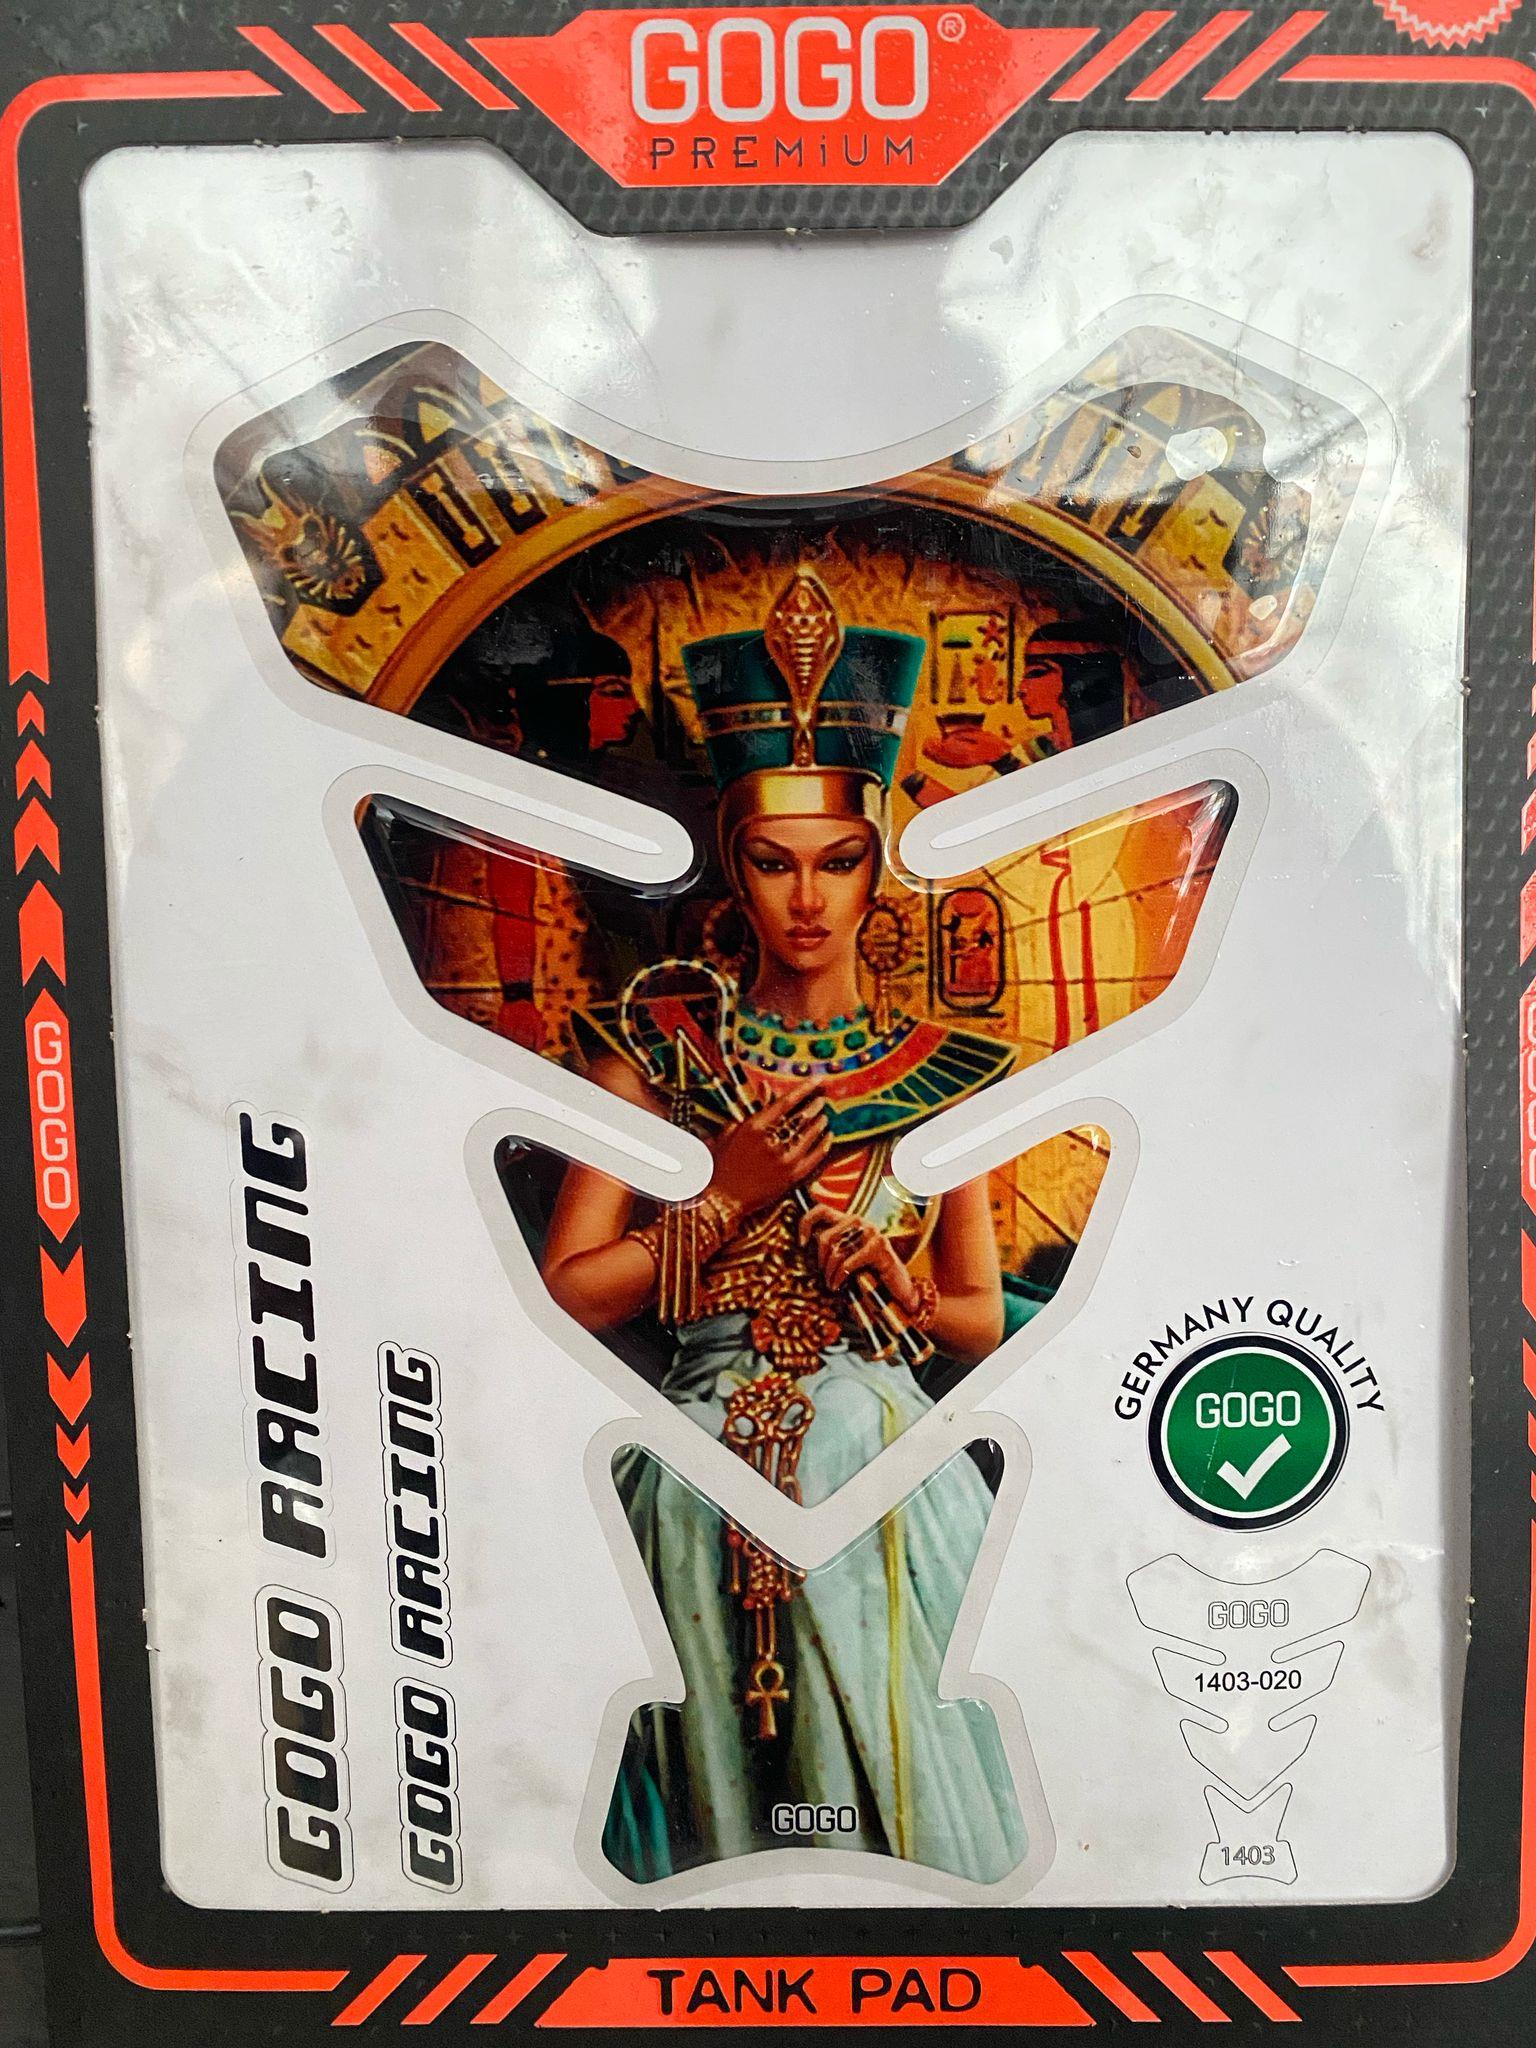 GOGO®
PREMiUM
GOGO
GOGO RACING
GOGO RACING
GERMANY QUALITY
GOGO
GOGO
1403-020
1403
GOGO
TANK PAD